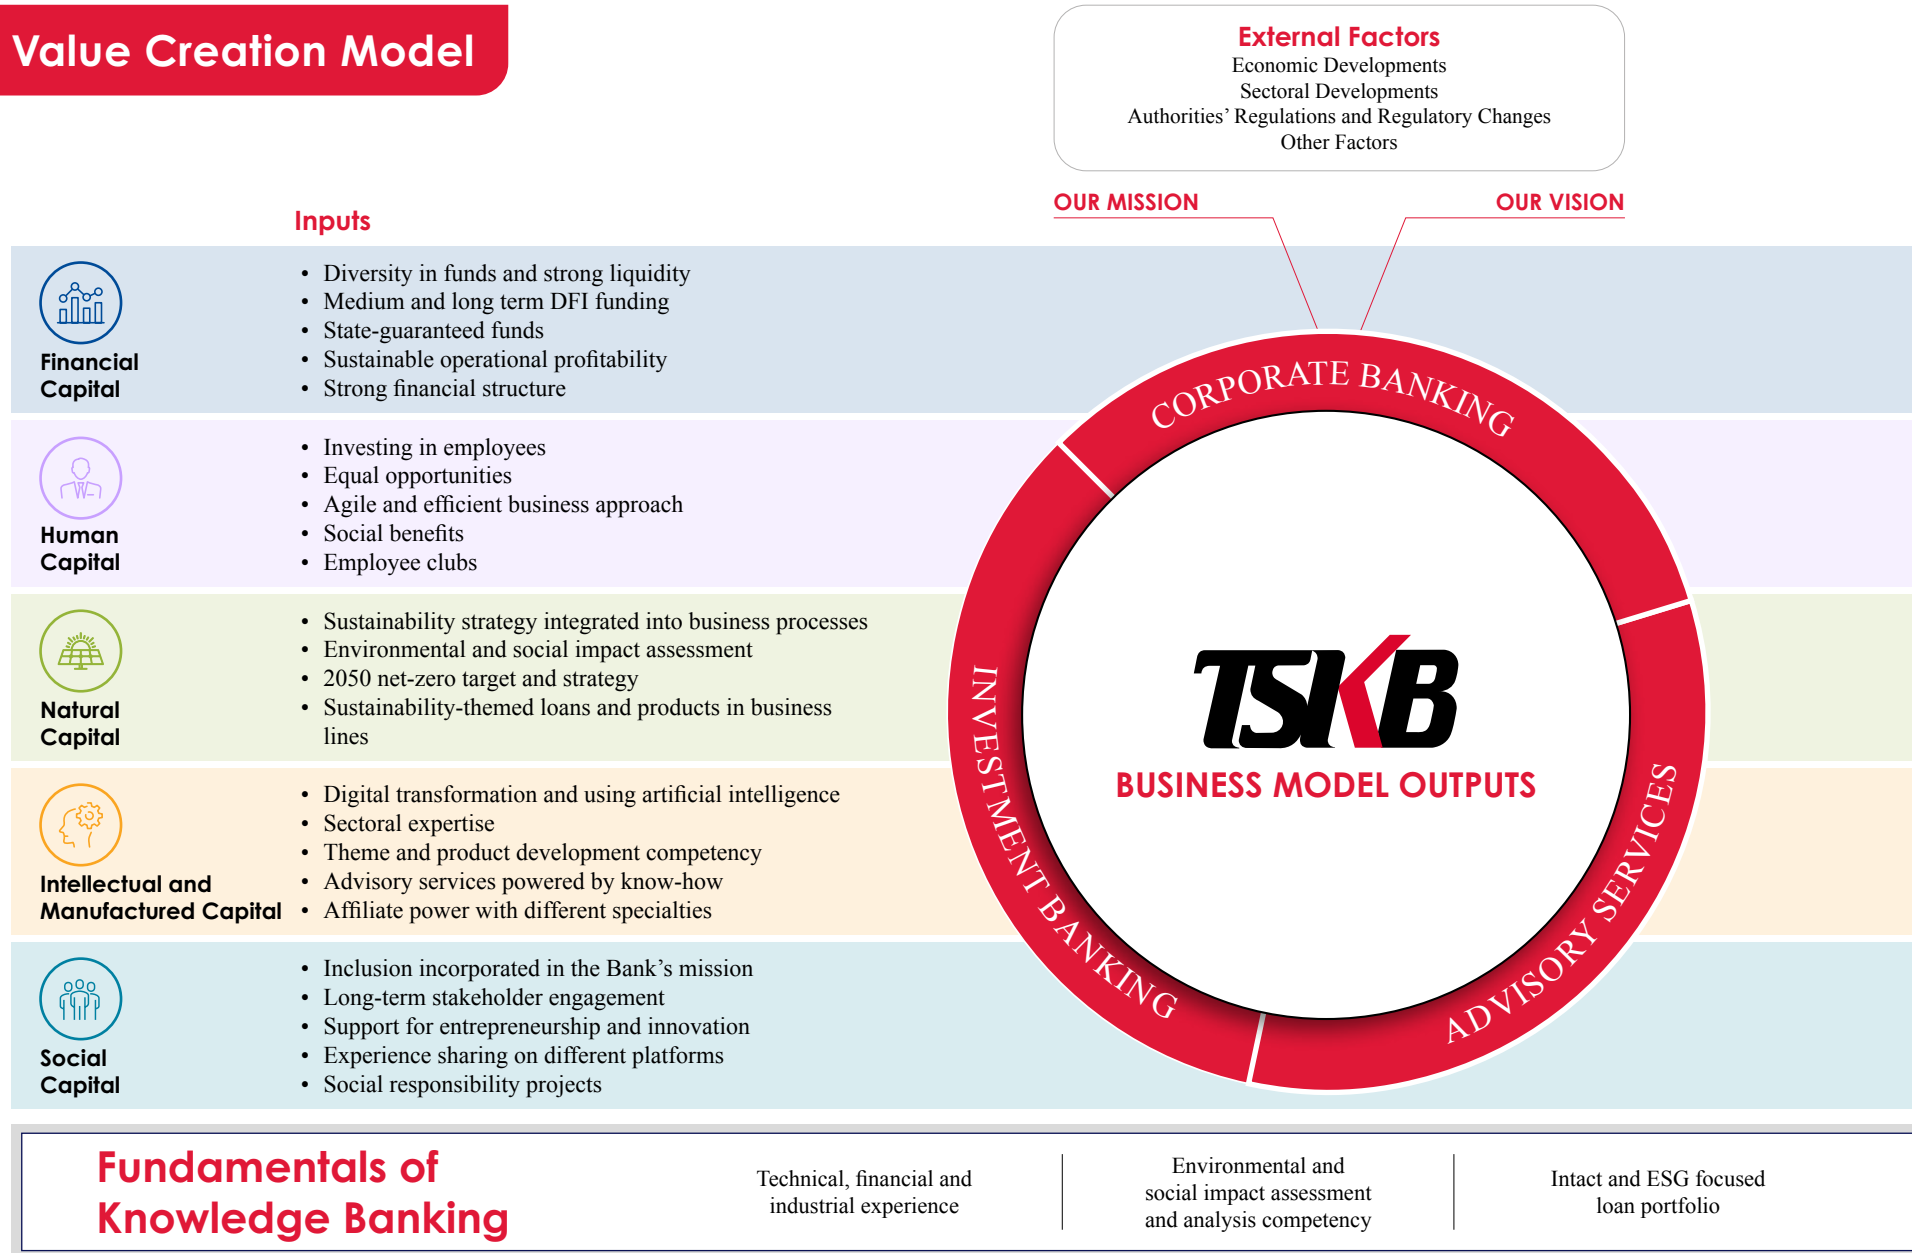 Value Creation Model
External Factors
Economic Developments
Sectoral Developments
Authorities' Regulations and Regulatory Changes
Other Factors
OUR MISSION
OUR VISION
Inputs
Financial
Capital
• Diversity in funds and strong liquidity
• Medium and long term DFI funding
• State-guaranteed funds
• Sustainable operational profitability
• Strong financial structure
Human
Capital
• Investing in employees
• Equal opportunities
• Agile and efficient business approach
• Social benefits
• Employee clubs
Natural
Capital
• Sustainability strategy integrated into business processes
• Environmental and social impact assessment
• 2050 net-zero target and strategy
• Sustainability-themed loans and products in business
lines
Intellectual and
Manufactured Capital
• Digital transformation and using artificial intelligence
• Sectoral expertise
• Theme and product development competency
• Advisory services powered by know-how
• Affiliate power with different specialties
Social
Capital
• Inclusion incorporated in the Bank's mission
• Long-term stakeholder engagement
• Support for entrepreneurship and innovation
• Experience sharing on different platforms
• Social responsibility projects
CORPORATE BANKING
INVESTMENT BANKING
ADVISORY SERVICES
TSKB
BUSINESS MODEL OUTPUTS
Fundamentals of
Knowledge Banking
Technical, financial and
industrial experience
Environmental and
social impact assessment
and analysis competency
Intact and ESG focused
loan portfolio